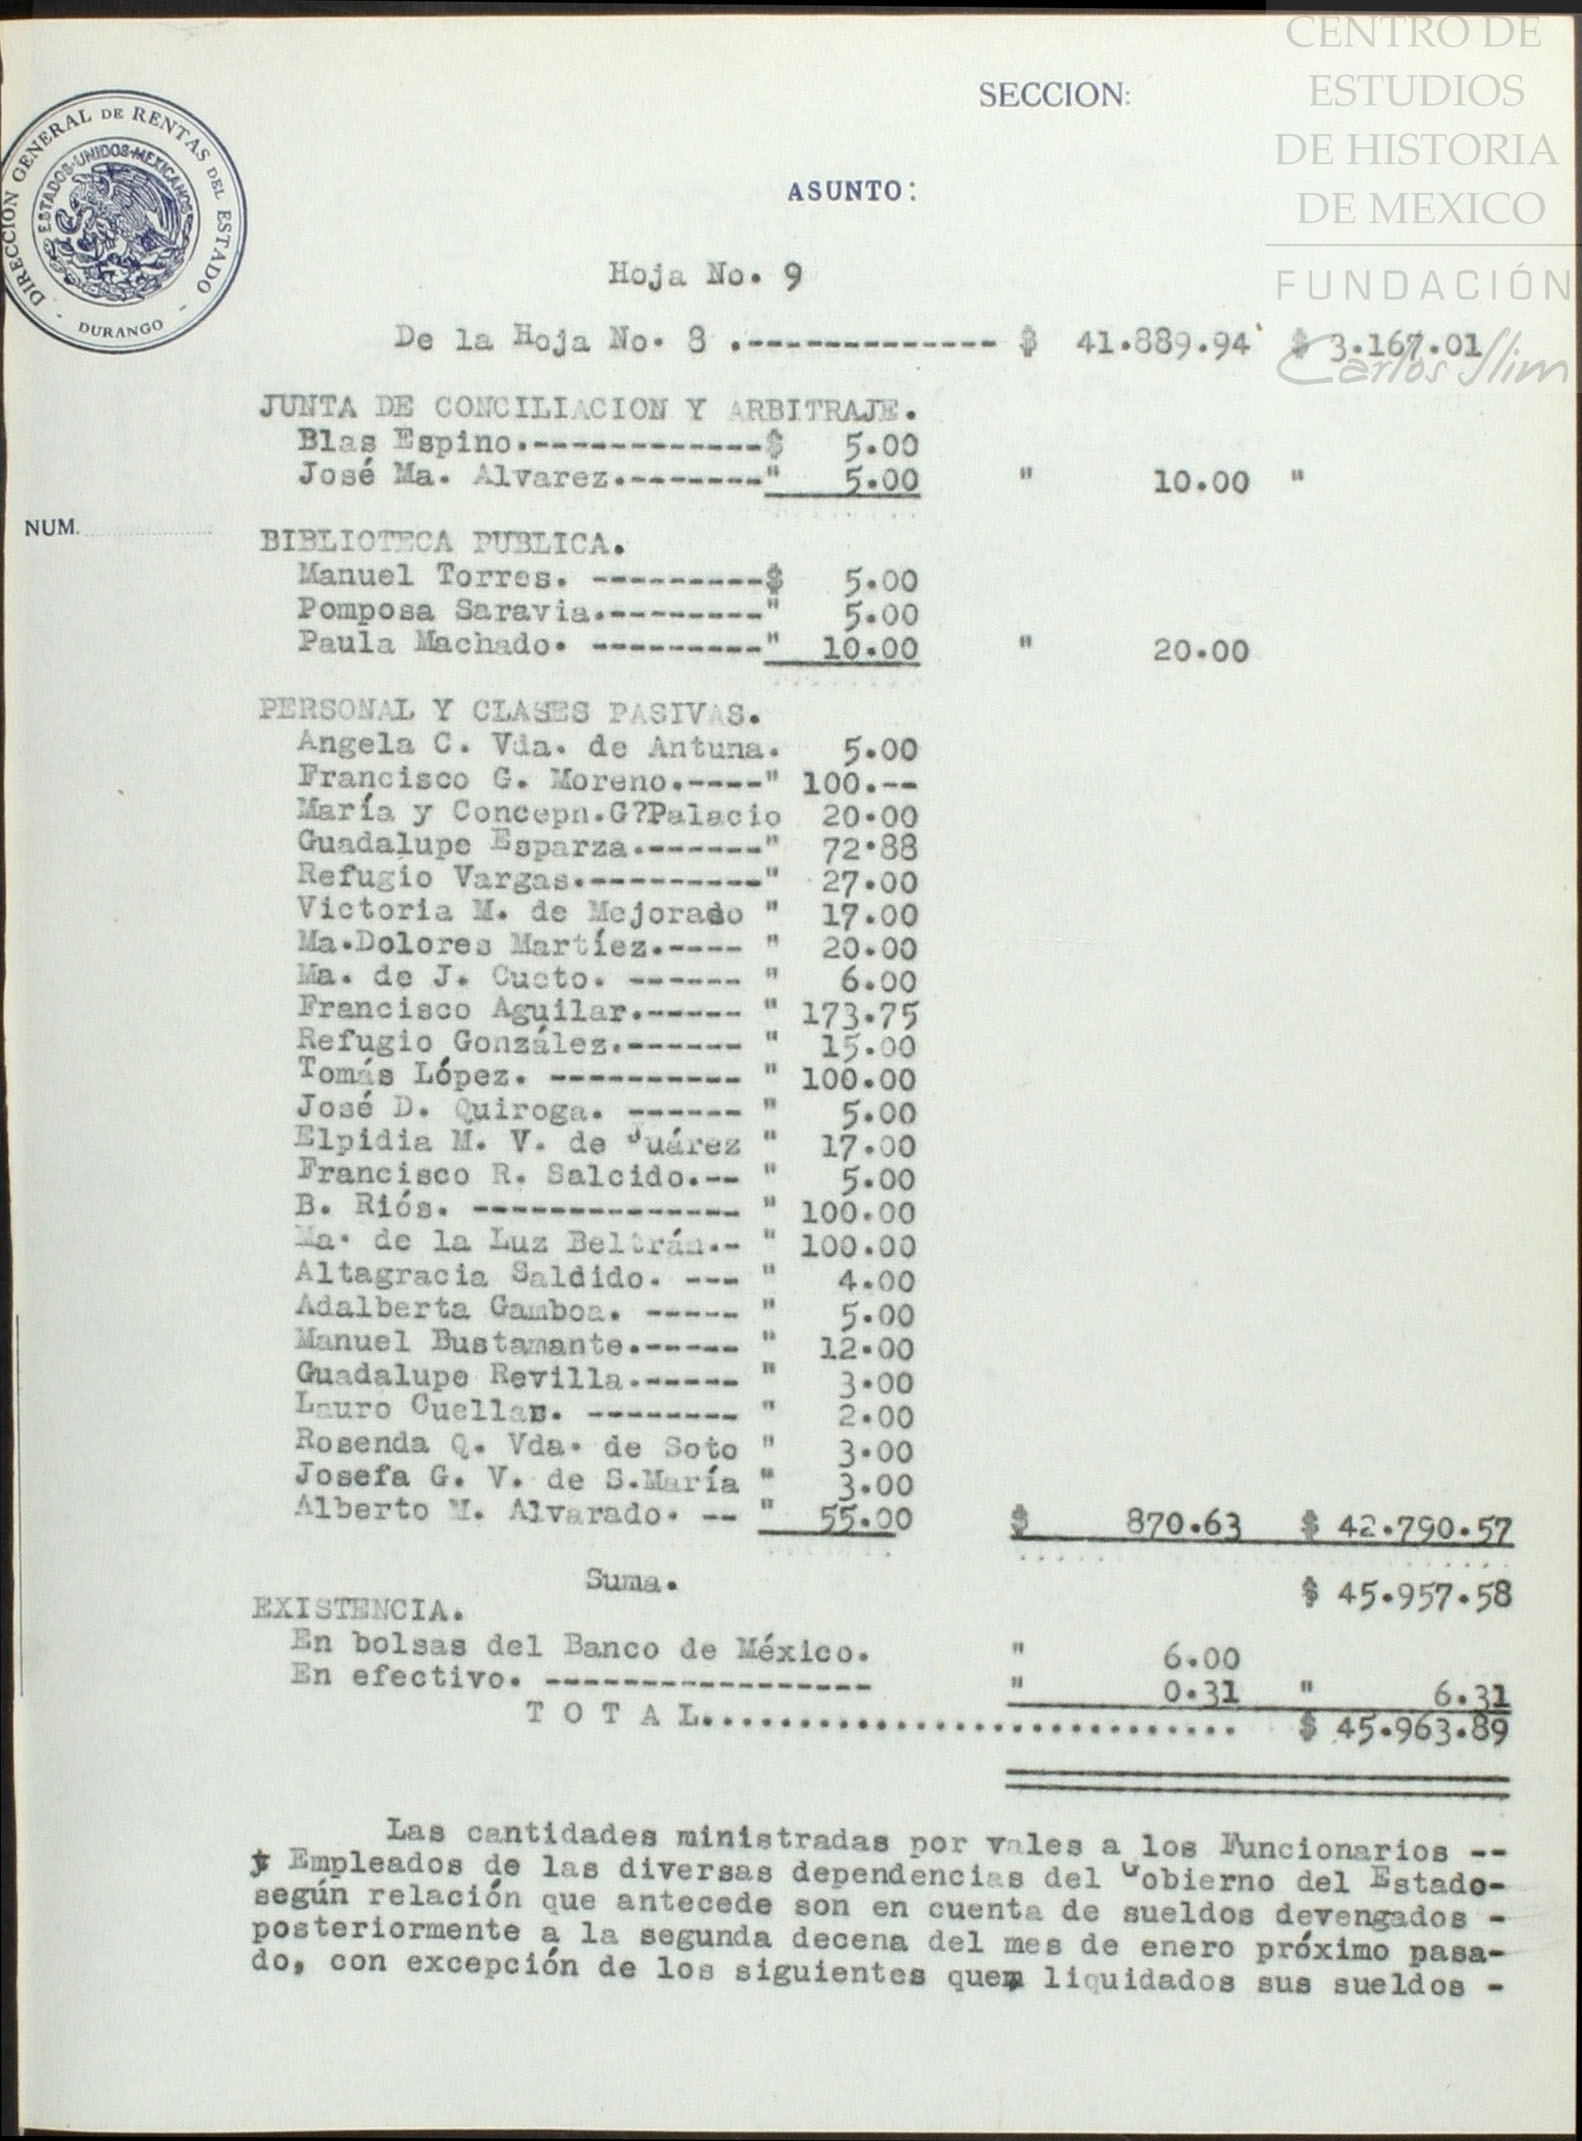 CENTRO DE
ESTUDIOS
DE HISTORIA
DE MEXICO
FUNDACIÓN
Carlos Slim
DIRECCIÓN GENERAL DE RENTAS DEL ESTADO
ESTADOS·UNIDOS·MEXICANOS
- DURANGO -
SECCION:
ASUNTO:
Hoja No. 9
De la Hoja No. 8 .------------- $ 41.889.94 $ 3.167.01
JUNTA DE CONCILIACION Y ARBITRAJE.
Blas Espino.------------$ 5.00
José Ma. Alvarez.--------" 5.00 " 10.00 "
NUM.
BIBLIOTECA PUBLICA.
Manuel Torres. ---------$ 5.00
Pomposa Saravia.--------" 5.00
Paula Machado. ---------" 10.00 " 20.00
PERSONAL Y CLASES PASIVAS.
Angela C. Vda. de Antuna. 5.00
Francisco G. Moreno.----" 100.--
María y Concepn.G?Palacio 20.00
Guadalupe Esparza.-------" 72.88
Refugio Vargas.----------" 27.00
Victoria M. de Mejorado " 17.00
Ma.Dolores Martíez.---- " 20.00
Ma. de J. Cueto. ------ " 6.00
Francisco Aguilar.----- " 173.75
Refugio González.------ " 15.00
Tomás López. ---------- " 100.00
José D. Quiroga. ------ " 5.00
Elpidia M. V. de Juárez " 17.00
Francisco R. Salcido.-- " 5.00
B. Riós. -------------- " 100.00
Ma. de la Luz Beltrán.- " 100.00
Altagracia Saldido. --- " 4.00
Adalberta Gamboa. ----- " 5.00
Manuel Bustamante.------ " 12.00
Guadalupe Revilla.------ " 3.00
Lauro Cuellar. -------- " 2.00
Rosenda Q. Vda. de Soto " 3.00
Josefa G. V. de S.María " 3.00
Alberto M. Alvarado. -- " 55.00 $ 870.63 $ 42.790.57
Suma. $ 45.957.58
EXISTENCIA.
En bolsas del Banco de México. " 6.00
En efectivo. ----------------- " 0.31 " 6.31
T O T A L............................ $ 45.963.89
Las cantidades ministradas por vales a los Funcionarios --
y Empleados de las diversas dependencias del Gobierno del Estado-
según relación que antecede son en cuenta de sueldos devengados -
posteriormente a la segunda decena del mes de enero próximo pasa-
do, con excepción de los siguientes que, liquidados sus sueldos -